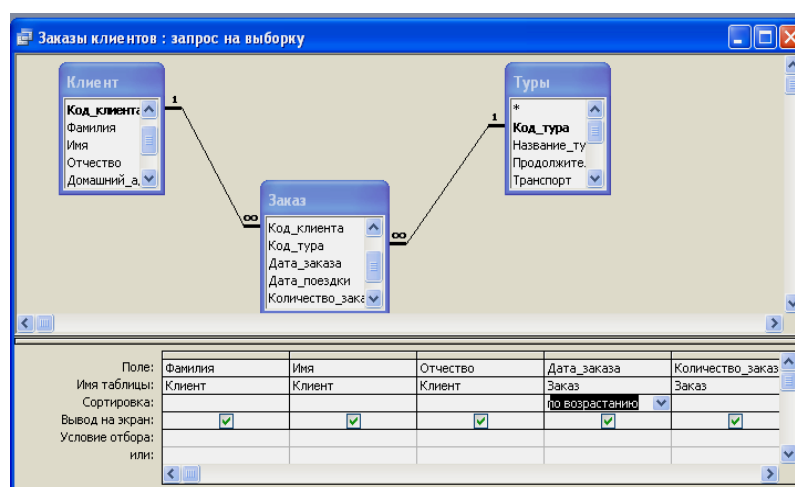 Заказы клиентов : запрос на выборку
Клиент
Код_клиента
Фамилия
Имя
Отчество
Домашний_а
1
∞
Заказ
Код_клиента
Код_тура
Дата_заказа
Дата_поездки
Количество_зака
∞
1
Туры
*
Код_тура
Название_ту
Продолжите.
Транспорт
Поле: Фамилия Имя Отчество Дата_заказа Количество_заказ
Имя таблицы: Клиент Клиент Клиент Заказ Заказ
Сортировка: по возрастанию
Вывод на экран:
Условие отбора:
или: